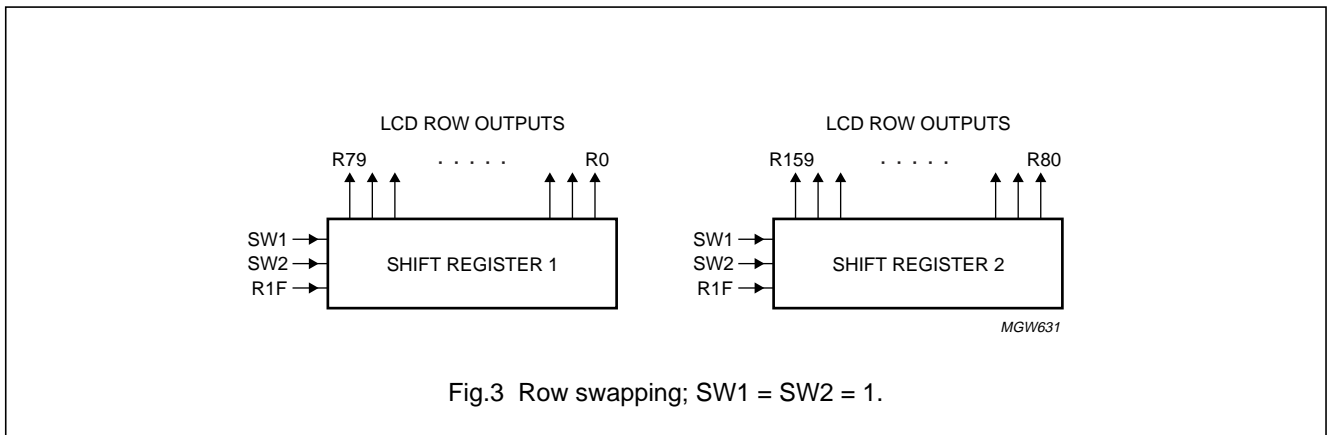 LCD ROW OUTPUTS LCD ROW OUTPUTS
R79 . . . . . R0 R159 . . . . . R80
SW1 SW1
SW2 SHIFT REGISTER 1 SW2 SHIFT REGISTER 2
R1F R1F
MGW631
Fig.3 Row swapping; SW1 = SW2 = 1.